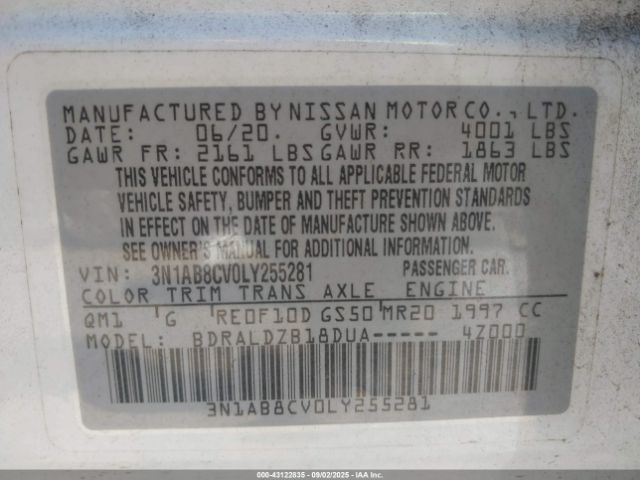 MANUFACTURED BY NISSAN MOTOR CO., LTD.
DATE: 06/20. GVWR: 4001 LBS
GAWR FR: 2161 LBS GAWR RR: 1863 LBS
THIS VEHICLE CONFORMS TO ALL APPLICABLE FEDERAL MOTOR
VEHICLE SAFETY, BUMPER AND THEFT PREVENTION STANDARDS
IN EFFECT ON THE DATE OF MANUFACTURE SHOWN ABOVE.
SEE OWNER'S MANUAL FOR ADDITIONAL INFORMATION.
VIN: 3N1AB8CV0LY255281 PASSENGER CAR.
COLOR TRIM TRANS AXLE ENGINE
QM1 'G RE0F10D GS50 MR20 1997 CC
MODEL: BDRALDZB18DUA----- 4Z000
3N1AB8CV0LY255281
000-43122835 - 09/02/2025 - IAAI.COM